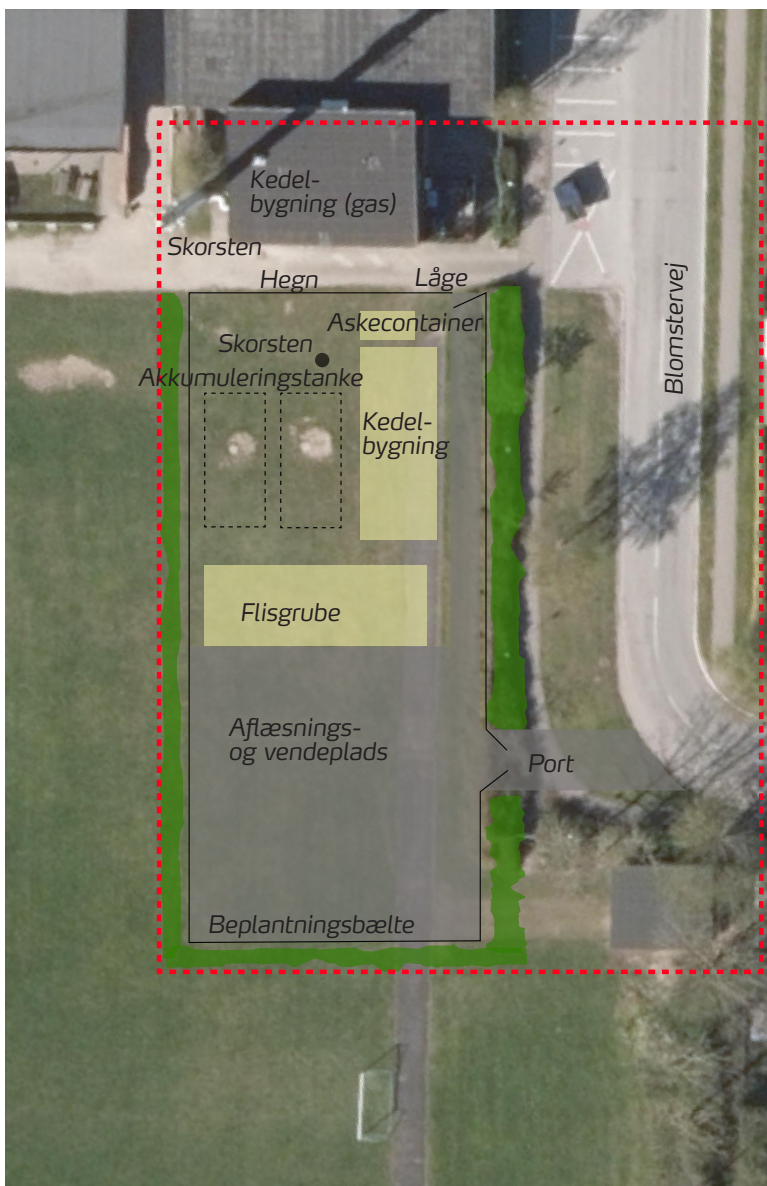 Kedel-
bygning (gas)
Skorsten
Hegn
Låge
Askecontainer
Skorsten
Akkumuleringstanke
Kedel-
bygning
Blomstervej
Flisgrube
Aflæsnings-
og vendeplads
Port
Beplantningsbælte